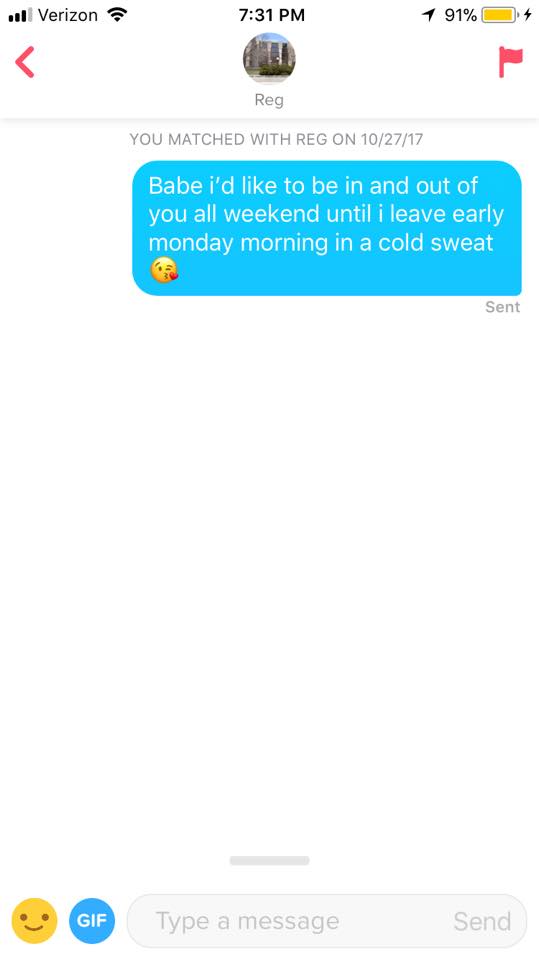 Verizon 7:31 PM 91%
Reg
YOU MATCHED WITH REG ON 10/27/17
Babe i'd like to be in and out of
you all weekend until i leave early
monday morning in a cold sweat
😘
Sent
GIF Type a message Send